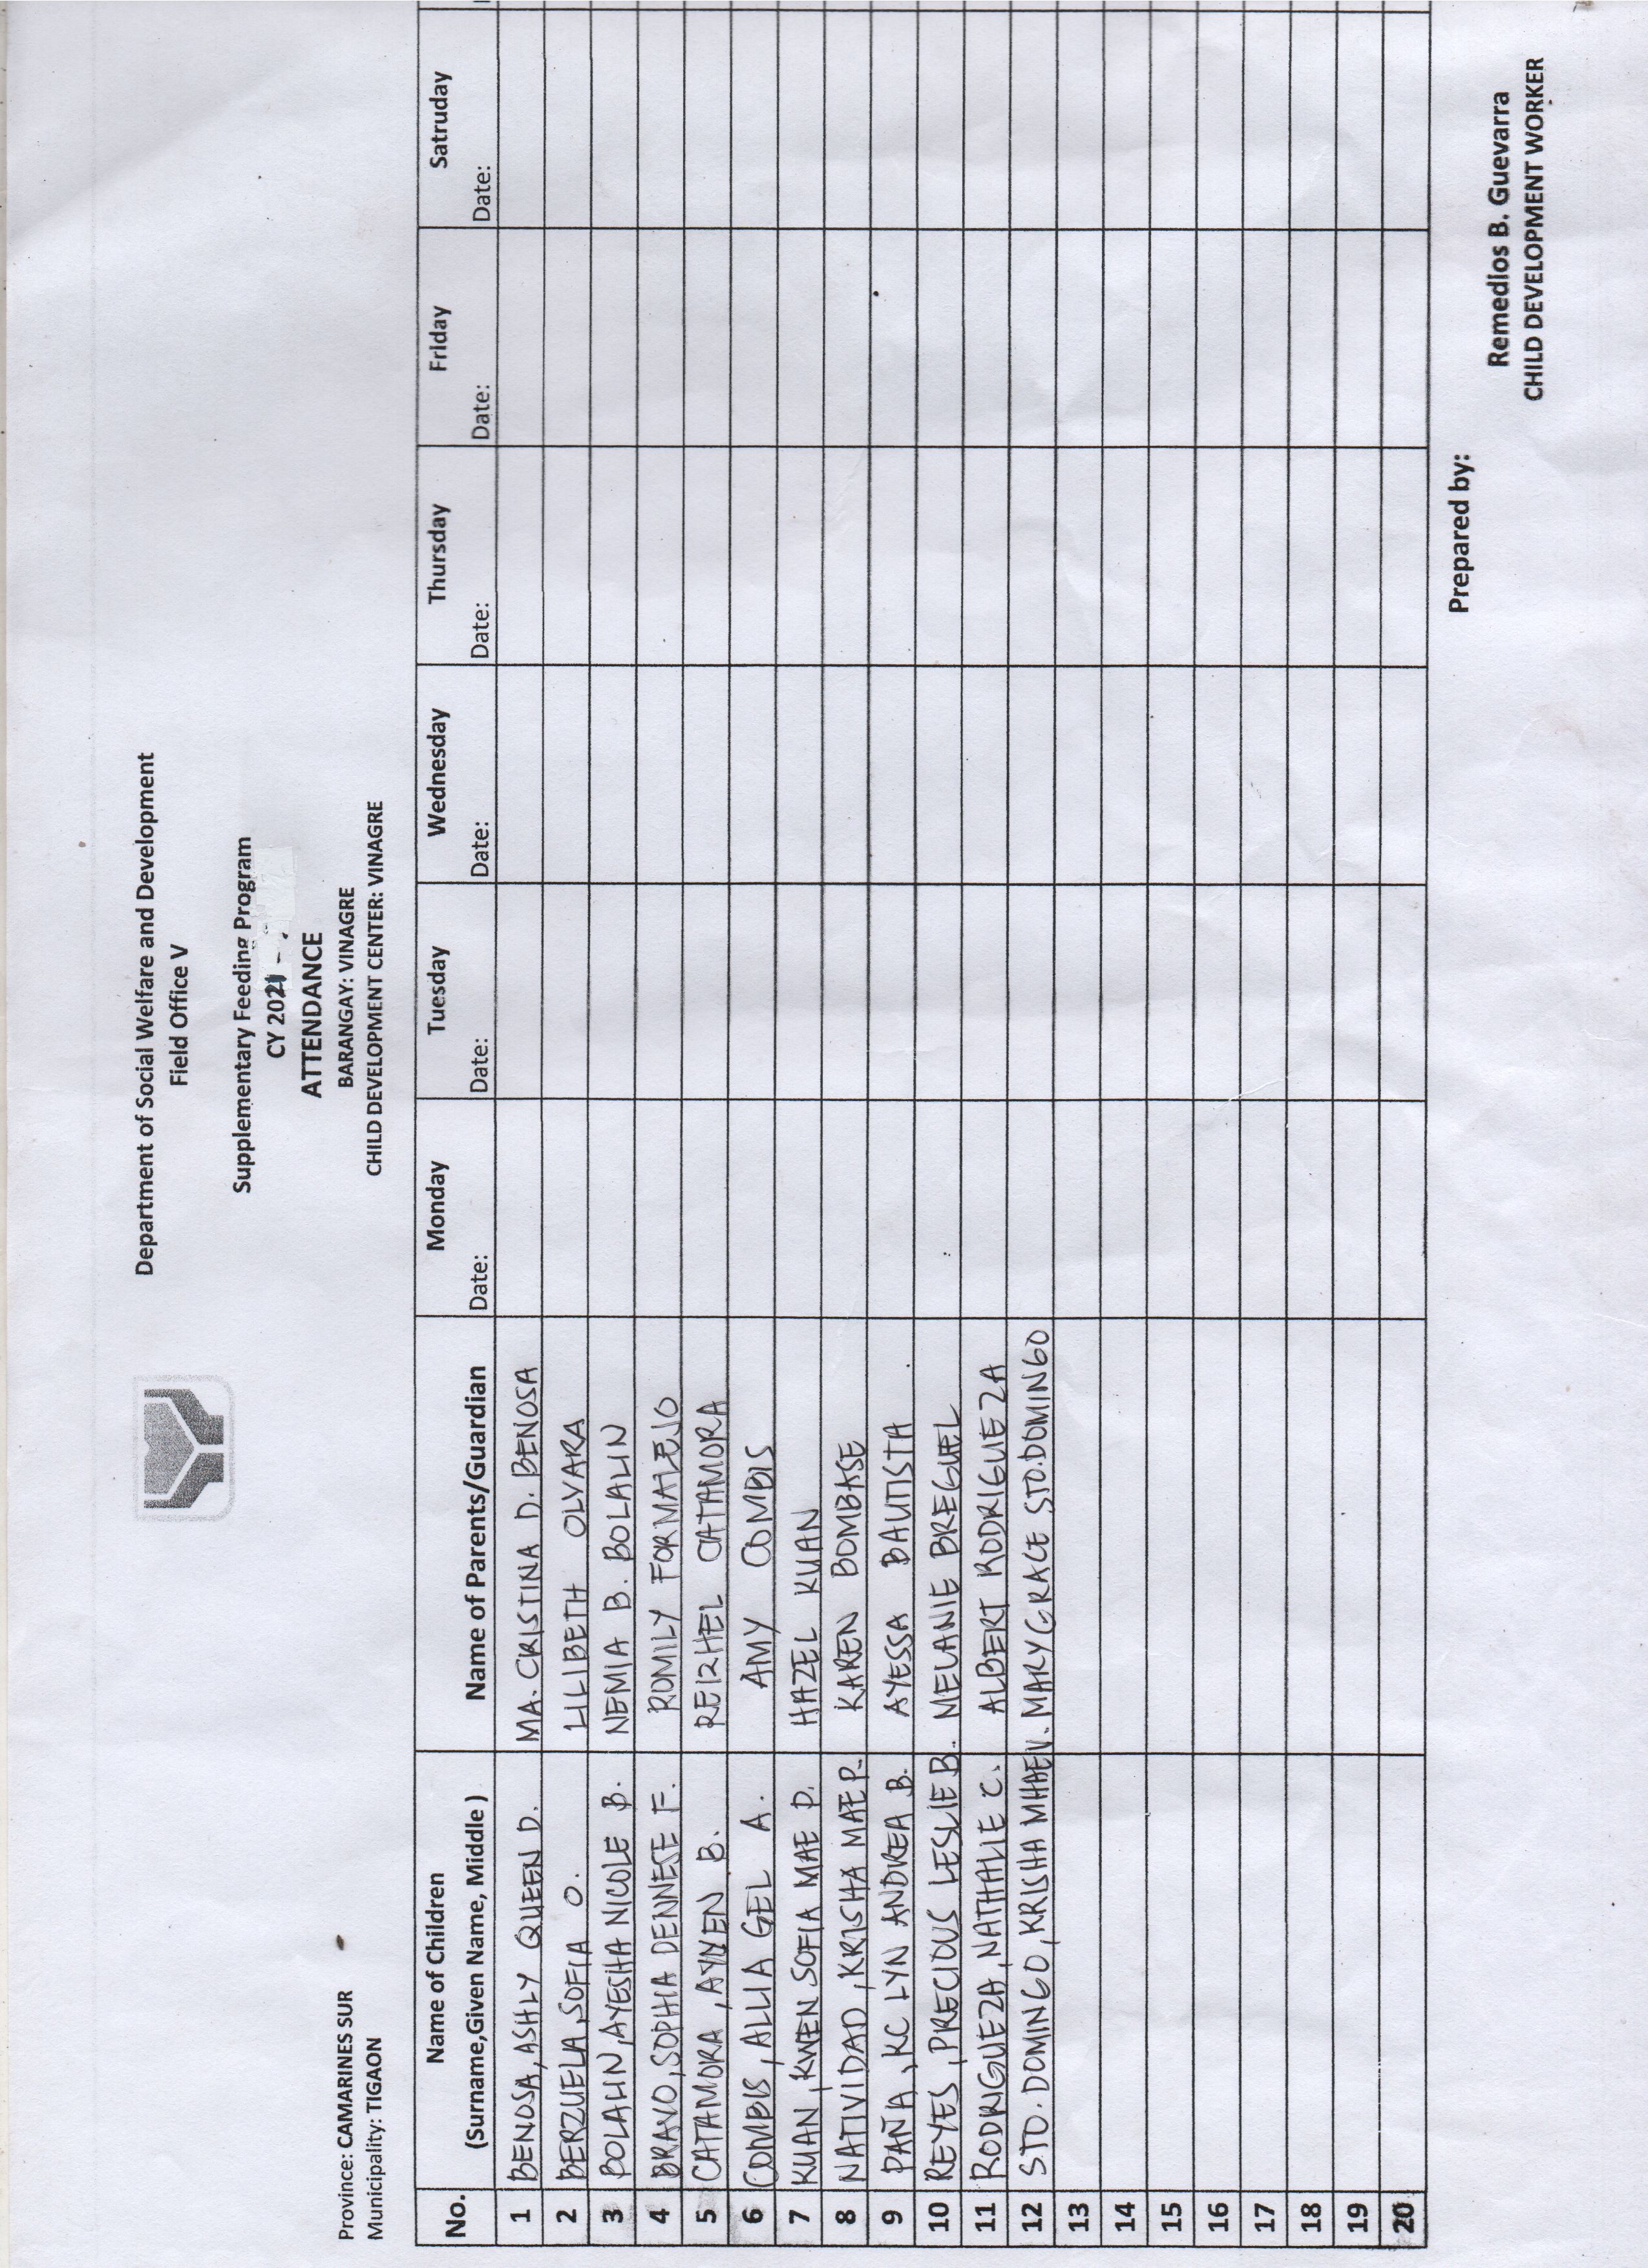 Department of Social Welfare and Development
Field Office V
Supplementary Feeding Program
CY 2021 -
ATTENDANCE
BARANGAY: VINAGRE
CHILD DEVELOPMENT CENTER: VINAGRE
Province: CAMARINES SUR
Municipality: TIGAON
No. Name of Children (Surname,Given Name, Middle ) Name of Parents/Guardian Monday Tuesday Wednesday Thursday Friday Satruday
Date: Date: Date: Date: Date: Date:
1 BENOSA, ASHLY QUEEN D. MA. CRISTINA D. BENOSA
2 BERZUELA, SOFIA O. LILIBETH OLVARA
3 BOLALIN, AYESHA NICOLE B. NEMIA B. BOLALIN
4 BRAVO, SOPHIA DENNESE F. ROMILY FORMALEJO
5 CATAMORA, B. REIZHEL CATAMORA
6 COMBIS, ALLIA GEL A. AMY COMBIS
7 KUAN, KWEN SOFIA MAE D. HAZEL KUAN
8 NATIVIDAD, KRISHA MAE P. KAREN BOMBASE
9 PAÑA, KC LYN ANDREA B. AYESSA BAUTISTA
10 REYES, PRECIOUS LESLIE B. MELANIE BREGUEL
11 RODRIGUEZA, NATHALIE C. ALBERT RODRIGUEZA
12 STO. DOMINGO, KRISHA MHAE V. MARY GRACE STO. DOMINGO
13
14
15
16
17
18
19
20
Prepared by:
Remedios B. Guevarra
CHILD DEVELOPMENT WORKER